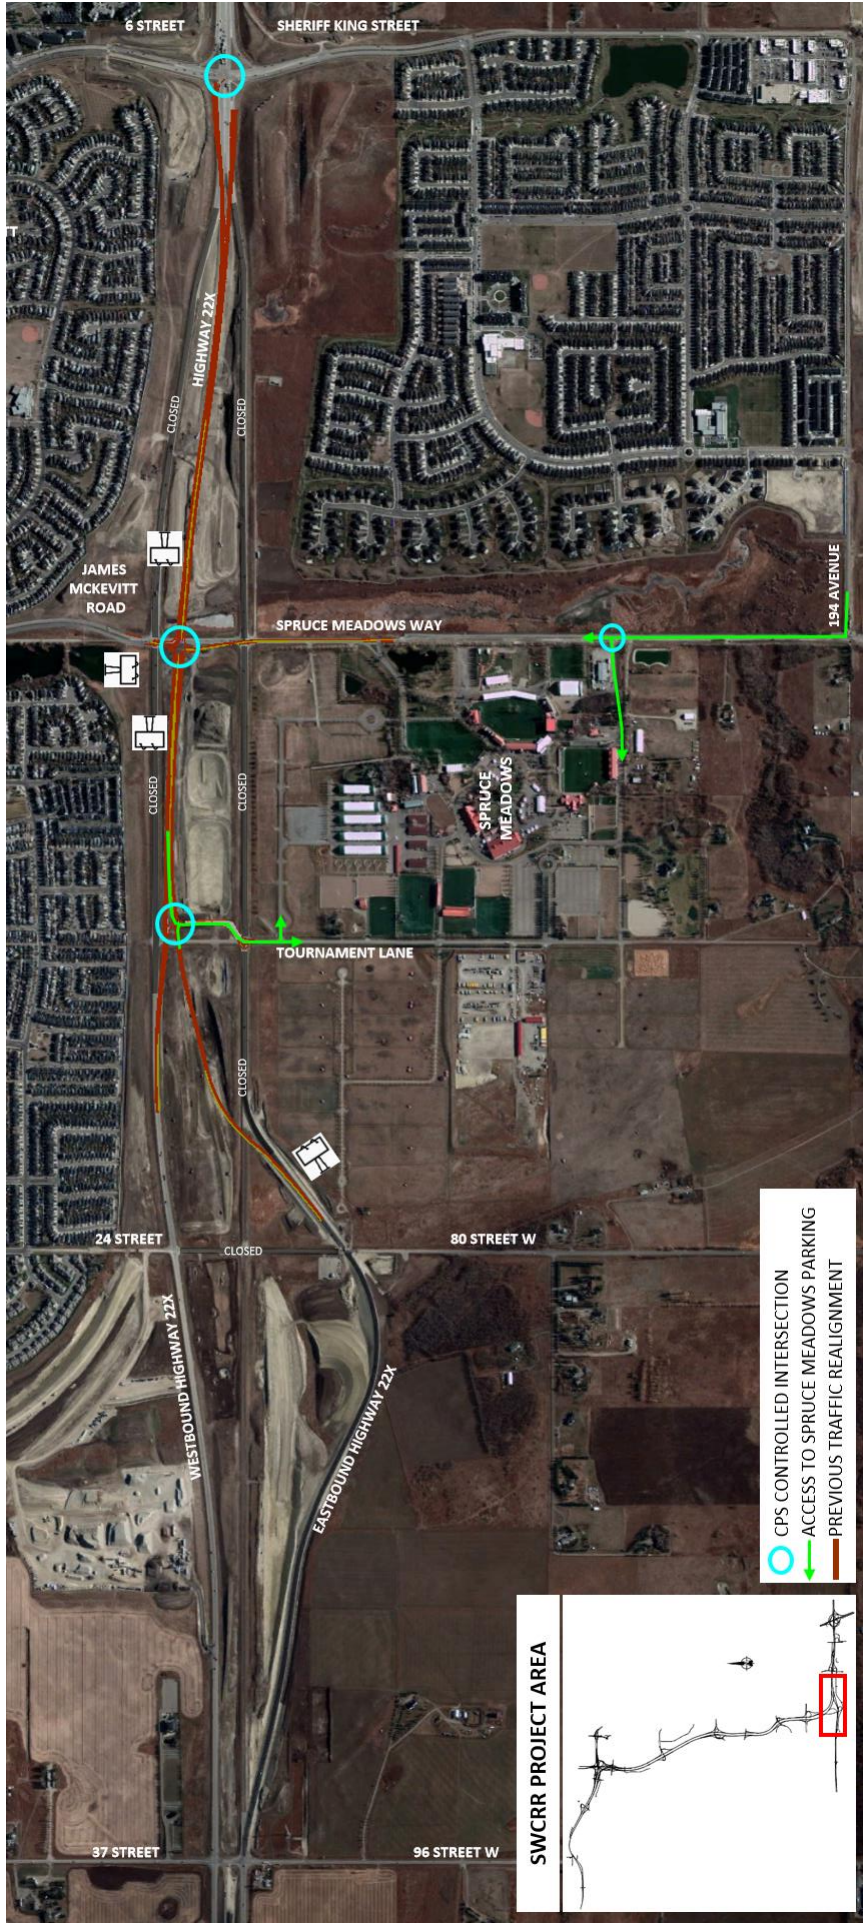 6 STREET
SHERIFF KING STREET
TT
HIGHWAY 22X
CLOSED
CLOSED
JAMES
MCKEVITT
ROAD
SPRUCE MEADOWS WAY
194 AVENUE
CLOSED
CLOSED
SPRUCE
MEADOWS
TOURNAMENT LANE
CLOSED
24 STREET
CLOSED
80 STREET W
WESTBOUND HIGHWAY 22X
EASTBOUND HIGHWAY 22X
37 STREET
96 STREET W
CPS CONTROLLED INTERSECTION
ACCESS TO SPRUCE MEADOWS PARKING
PREVIOUS TRAFFIC REALIGNMENT
SWCRR PROJECT AREA